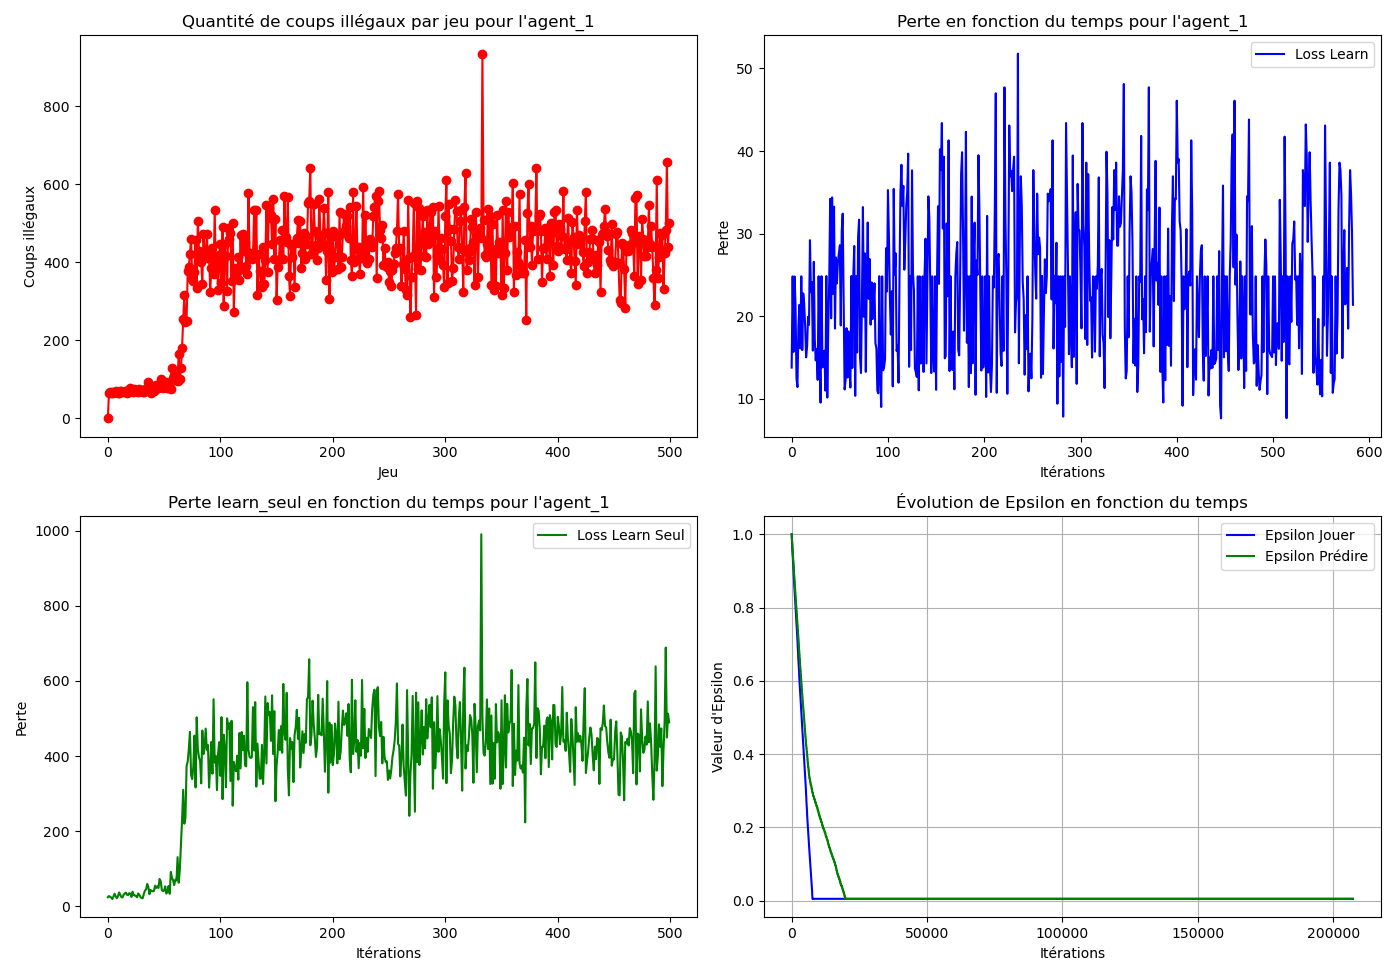 Quantité de coups illégaux par jeu pour l'agent_1
Coups illégaux
800
600
400
200
0
0 100 200 300 400 500
Jeu
Perte en fonction du temps pour l'agent_1
Loss Learn
Perte
50
40
30
20
10
0 100 200 300 400 500 600
Itérations
Perte learn_seul en fonction du temps pour l'agent_1
Loss Learn Seul
Perte
1000
800
600
400
200
0
0 100 200 300 400 500
Itérations
Évolution de Epsilon en fonction du temps
Epsilon Jouer
Epsilon Prédire
Valeur d'Epsilon
1.0
0.8
0.6
0.4
0.2
0.0
0 50000 100000 150000 200000
Itérations